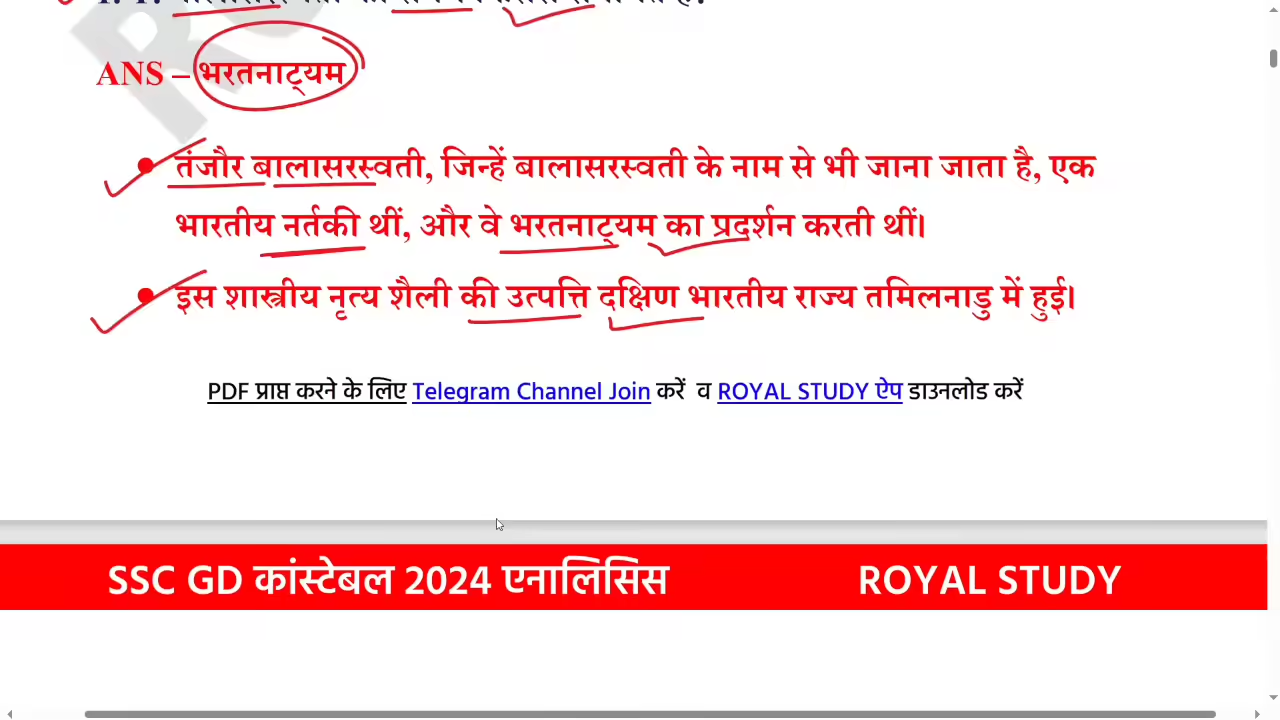 ANS – भरतनाट्यम
• तंजौर बालासरस्वती, जिन्हें बालासरस्वती के नाम से भी जाना जाता है, एक
भारतीय नर्तकी थीं, और वे भरतनाट्यम का प्रदर्शन करती थीं।
• इस शास्त्रीय नृत्य शैली की उत्पत्ति दक्षिण भारतीय राज्य तमिलनाडु में हुई।
PDF प्राप्त करने के लिए Telegram Channel Join करें व ROYAL STUDY ऐप डाउनलोड करें
SSC GD कांस्टेबल 2024 एनालिसिस ROYAL STUDY